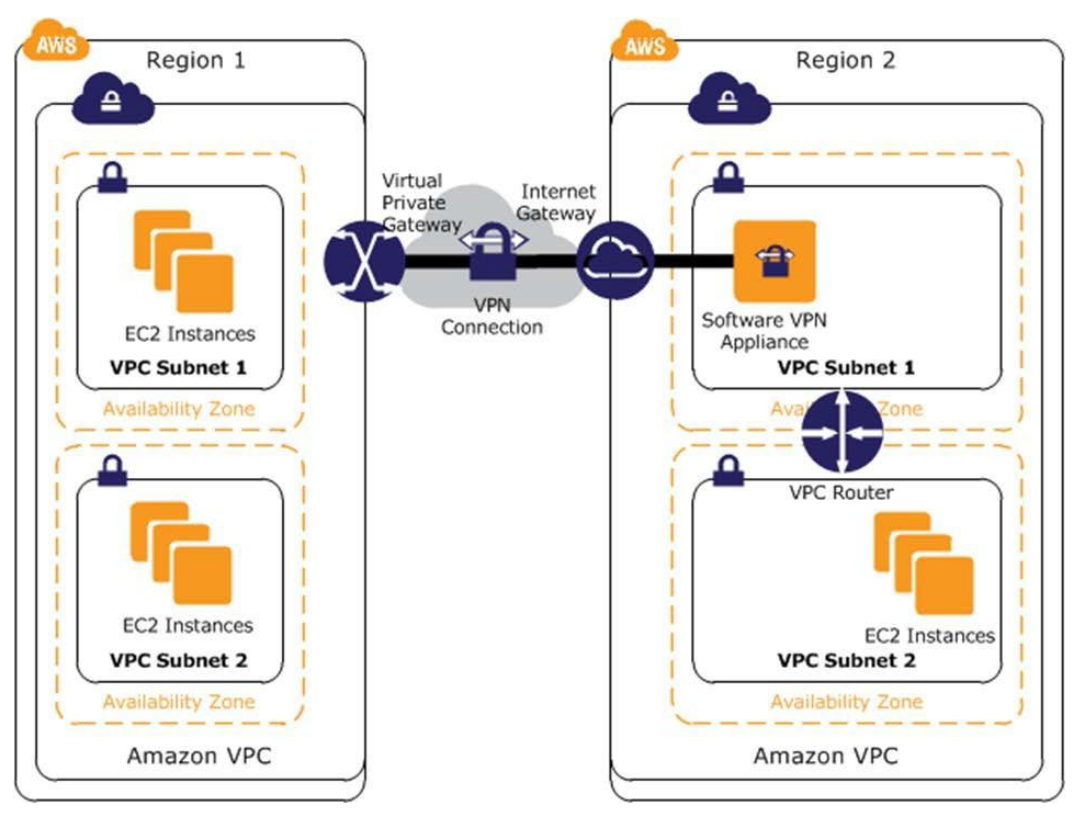 AWS
Region 1
EC2 Instances
VPC Subnet 1
Availability Zone
EC2 Instances
VPC Subnet 2
Availability Zone
Amazon VPC
Virtual
Private
Gateway
VPN
Connection
Internet
Gateway
AWS
Region 2
Software VPN
Appliance
VPC Subnet 1
Zone
VPC Router
EC2 Instances
VPC Subnet 2
Availability Zone
Amazon VPC